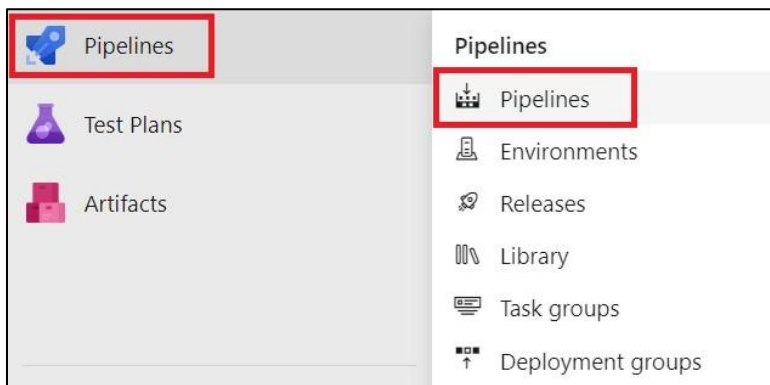 Pipelines
Test Plans
Artifacts
Pipelines
Pipelines
Environments
Releases
Library
Task groups
Deployment groups